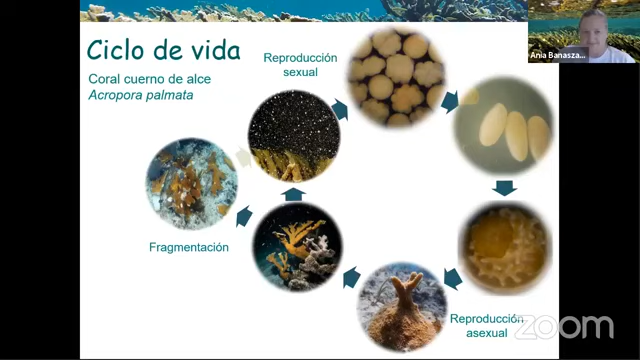 Ciclo de vida
Coral cuerno de alce
Acropora palmata
Reproducción
sexual
Ania Banasza...
Fragmentación
Reproducción
asexual
zoom